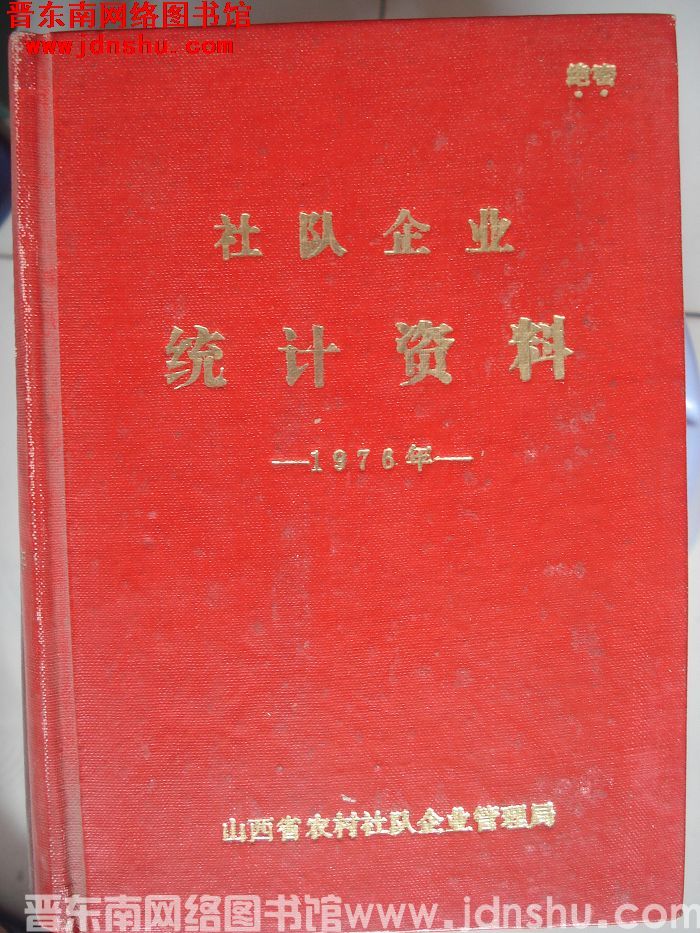 晋东南网络图书馆
www.jdnshu.com
绝密
社队企业
统计资料
—1976年—
山西省农村社队企业管理局
晋东南网络图书馆www.jdnshu.com